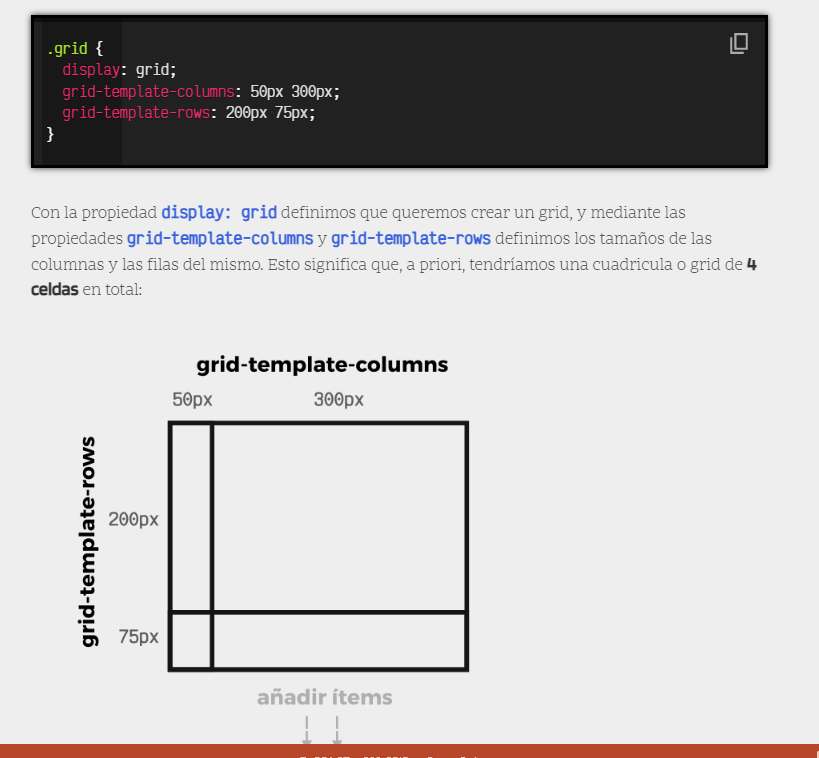 .grid {
display: grid;
grid-template-columns: 50px 300px;
grid-template-rows: 200px 75px;
}
Con la propiedad display: grid definimos que queremos crear un grid, y mediante las
propiedades grid-template-columns y grid-template-rows definimos los tamaños de las
columnas y las filas del mismo. Esto significa que, a priori, tendríamos una cuadricula o grid de 4
celdas en total:
grid-template-columns
50px 300px
grid-template-rows
200px
75px
añadir ítems